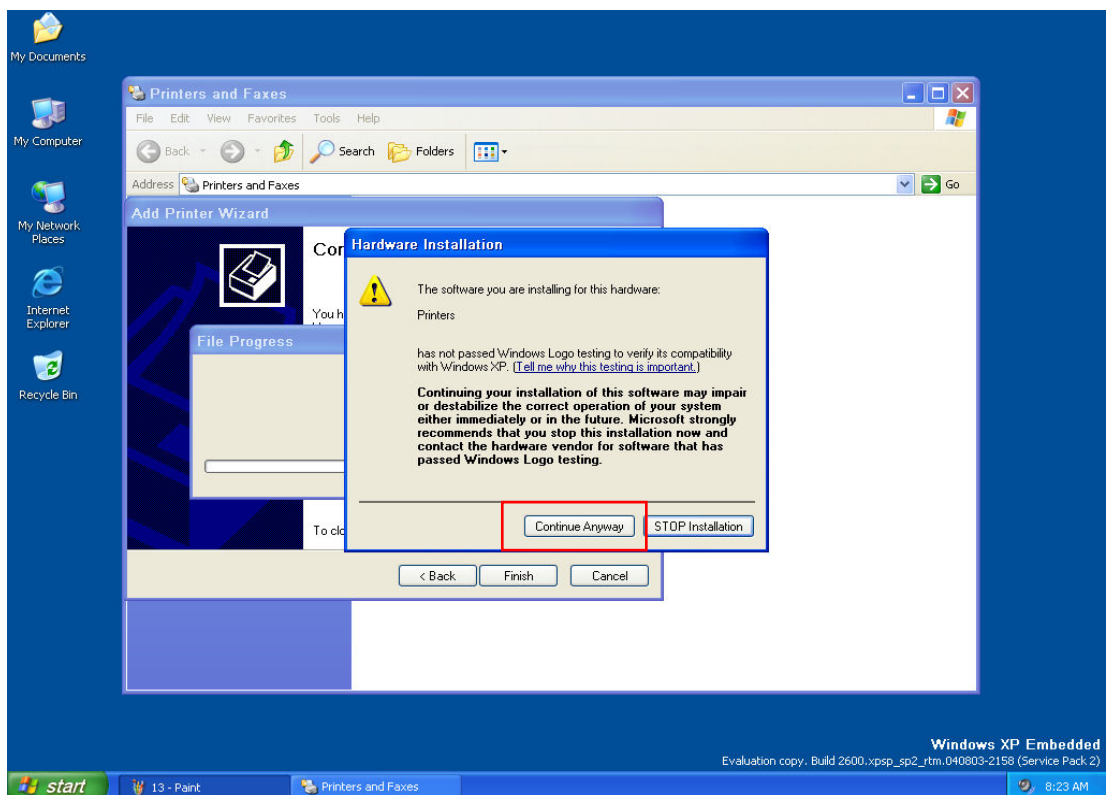 My Documents
My Computer
My Network
Places
Internet
Explorer
Recycle Bin
Printers and Faxes
File Edit View Favorites Tools Help
Back Search Folders
Address Printers and Faxes Go
Add Printer Wizard
Hardware Installation
The software you are installing for this hardware:
Printers
has not passed Windows Logo testing to verify its compatibility
with Windows XP. (Tell me why this testing is important.)
Continuing your installation of this software may impair
or destabilize the correct operation of your system
either immediately or in the future. Microsoft strongly
recommends that you stop this installation now and
contact the hardware vendor for software that has
passed Windows Logo testing.
Continue Anyway STOP Installation
You h
File Progress
To clo
< Back Finish Cancel
Windows XP Embedded
Evaluation copy. Build 2600.xpsp_sp2_rtm.040803-2158 (Service Pack 2)
start 13 - Paint Printers and Faxes 8:23 AM